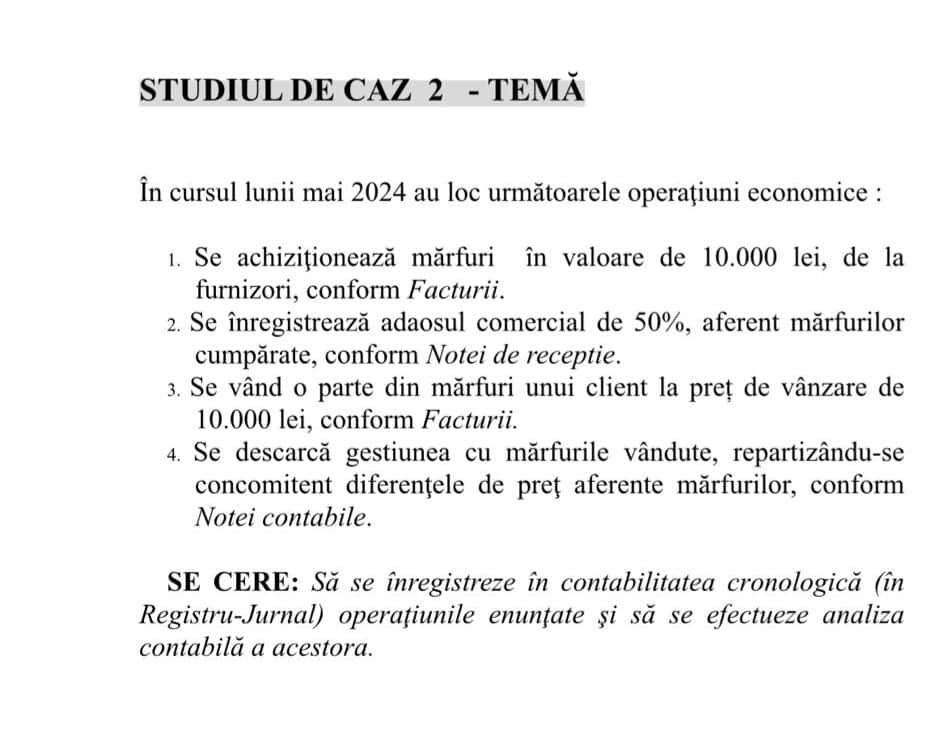 STUDIUL DE CAZ 2 - TEMĂ
În cursul lunii mai 2024 au loc următoarele operaţiuni economice :
1. Se achiziţionează mărfuri în valoare de 10.000 lei, de la
furnizori, conform Facturii.
2. Se înregistrează adaosul comercial de 50%, aferent mărfurilor
cumpărate, conform Notei de receptie.
3. Se vând o parte din mărfuri unui client la preț de vânzare de
10.000 lei, conform Facturii.
4. Se descarcă gestiunea cu mărfurile vândute, repartizându-se
concomitent diferenţele de preţ aferente mărfurilor, conform
Notei contabile.
SE CERE: Să se înregistreze în contabilitatea cronologică (în
Registru-Jurnal) operaţiunile enunţate şi să se efectueze analiza
contabilă a acestora.